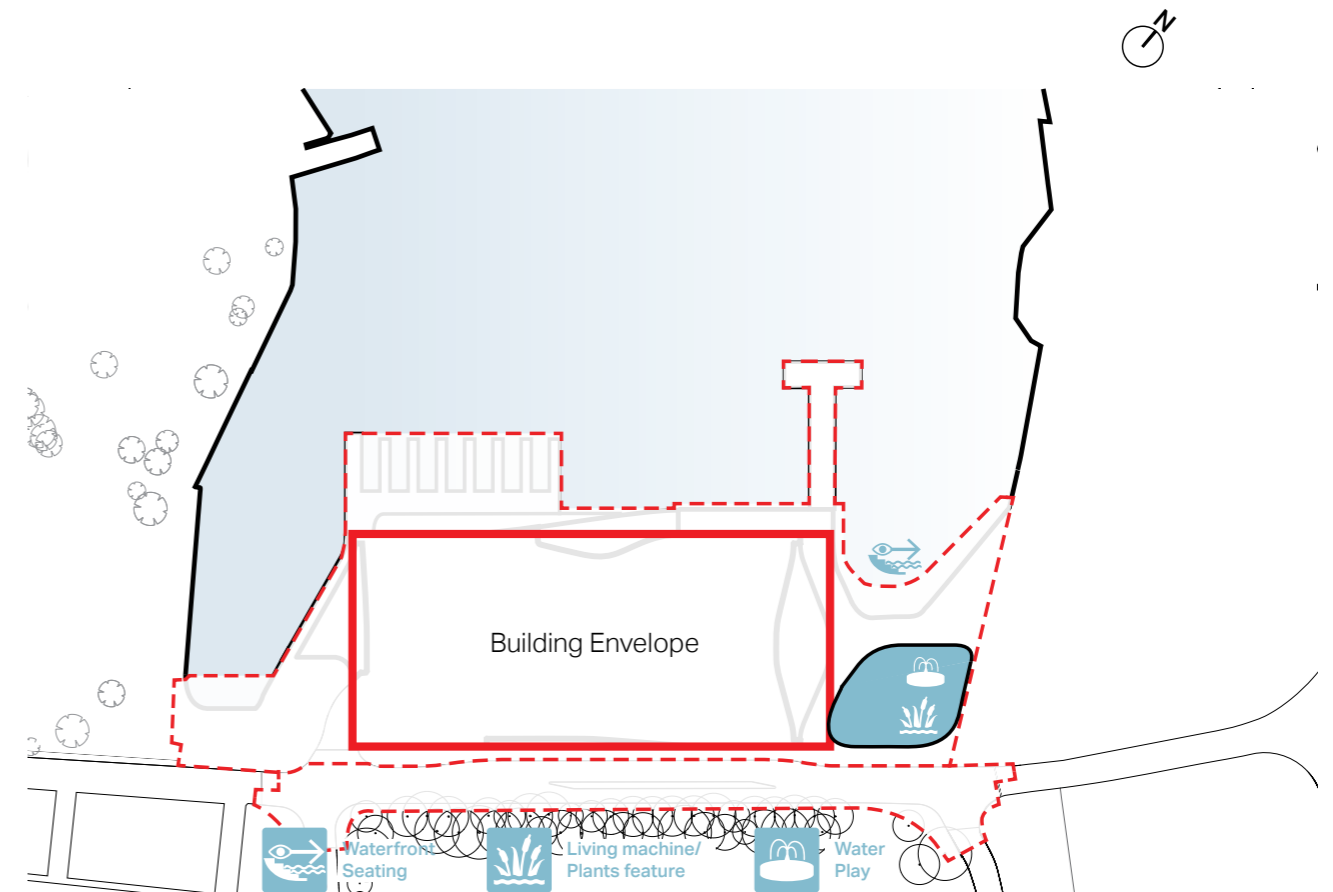 N
Building Envelope
Waterfront
Seating
Living machine/
Plants feature
Water
Play